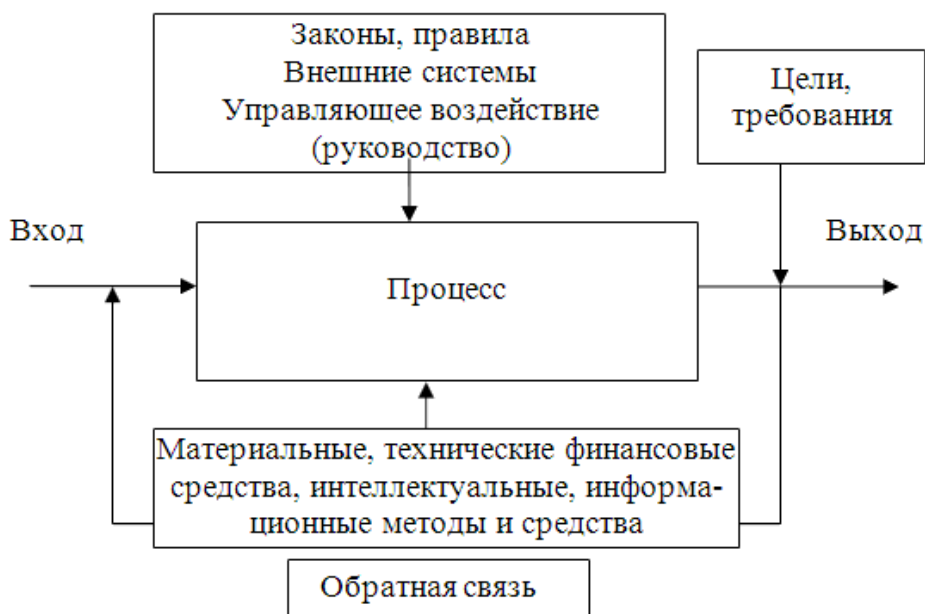 Законы, правила
Внешние системы
Управляющее воздействие
(руководство)
Цели,
требования
Вход
Выход
Процесс
Материальные, технические финансовые
средства, интеллектуальные, информа-
ционные методы и средства
Обратная связь